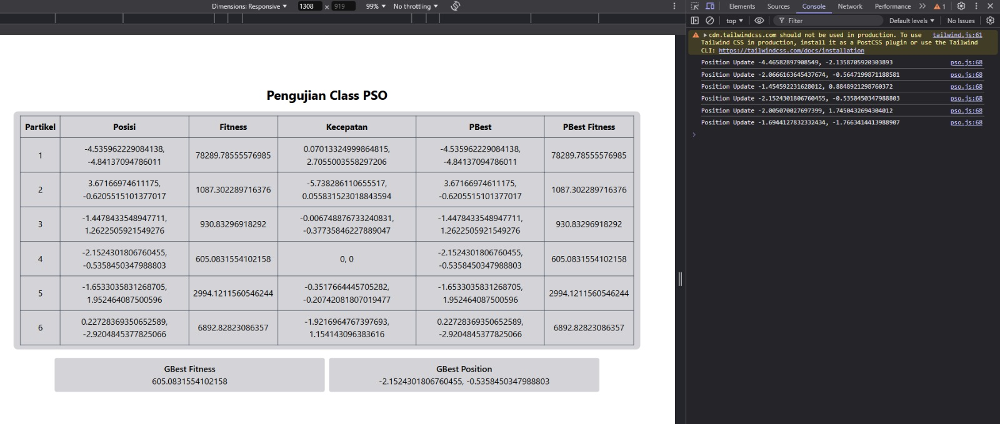 Dimensions: Responsive ▼ 1308 × 919 99% ▼ No throttling ▼
Elements Sources Console Network Performance >> 1
top ▼ Filter Default levels ▼ No Issues
cdn.tailwindcss.com should not be used in production. To use tailwind.js:61
Tailwind CSS in production, install it as a PostCSS plugin or use the Tailwind
CLI: https://tailwindcss.com/docs/installation
Position Update -4.46582897908549, -2.1358705920303893 pso.js:68
Position Update -2.0666163645437674, -0.5647199871188581 pso.js:68
Position Update -1.454592231628012, 0.8848921298760372 pso.js:68
Position Update -2.1524301806760455, -0.5358450347988803 pso.js:68
Position Update -2.005070027697399, 1.7450432694304012 pso.js:68
Position Update -1.6944127832332434, -1.7663414413988907 pso.js:68
Pengujian Class PSO
Partikel Posisi Fitness Kecepatan PBest PBest Fitness
1 -4.535962229084138, 78289.78555576985 0.07013324999864815, -4.535962229084138, 78289.78555576985
-4.84137094786011 2.7055003558297206 -4.84137094786011
2 3.67166974611175, 1087.302289716376 -5.738286110655517, 3.67166974611175, 1087.302289716376
-0.6205515101377017 0.055831523018843594 -0.6205515101377017
3 -1.4478433548947711, 930.83296918292 -0.006748876733240831, -1.4478433548947711, 930.83296918292
1.2622505921549276 -0.37735846227889047 1.2622505921549276
4 -2.1524301806760455, 605.0831554102158 0, 0 -2.1524301806760455, 605.0831554102158
-0.5358450347988803 -0.5358450347988803
5 -1.6533035831268705, 2994.1211560546244 -0.3517664445705282, -1.6533035831268705, 2994.1211560546244
1.952464087500596 -0.20742081807019477 1.952464087500596
6 0.22728369350652589, 6892.82823086357 -1.9216964767397693, 0.22728369350652589, 6892.82823086357
-2.9204845377825066 1.154143096383616 -2.9204845377825066
GBest Fitness GBest Position
605.0831554102158 -2.1524301806760455, -0.5358450347988803